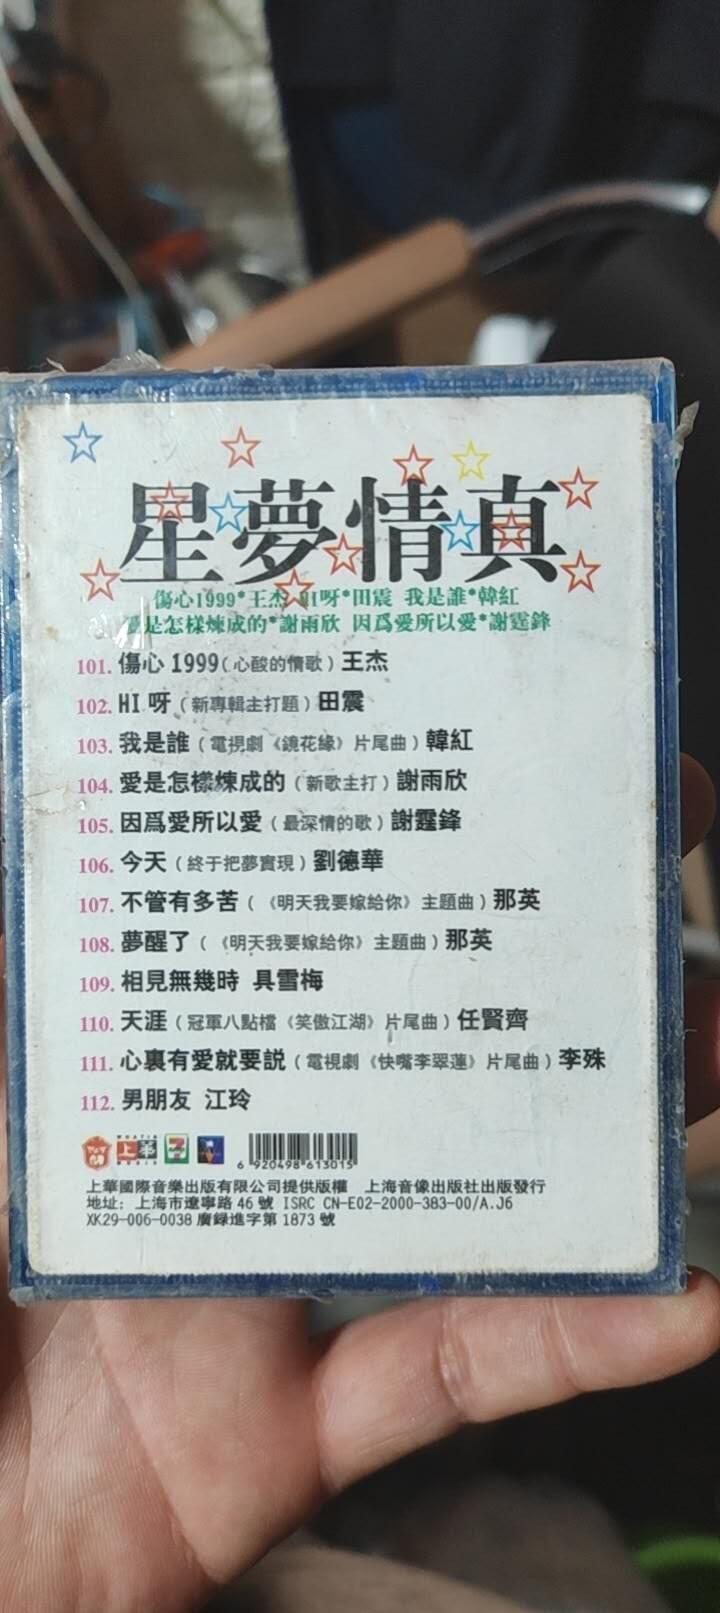 星夢情真
傷心1999*王杰 HI呀*田震 我是誰*韓紅
是怎樣煉成的*謝雨欣 因爲愛所以愛*謝霆鋒
101. 傷心 1999(心酸的情歌)王杰
102. HI 呀(新專輯主打題)田震
103. 我是誰(電視劇《鏡花緣》片尾曲)韓紅
104. 愛是怎樣煉成的(新歌主打)謝雨欣
105. 因爲愛所以愛(最深情的歌)謝霆鋒
106. 今天(終于把夢實現)劉德華
107. 不管有多苦(《明天我要嫁給你》主題曲)那英
108. 夢醒了(《明天我要嫁給你》主題曲)那英
109. 相見無幾時 具雪梅
110. 天涯(冠軍八點檔《笑傲江湖》片尾曲)任賢齊
111. 心裏有愛就要説(電視劇《快嘴李翠蓮》片尾曲)李殊
112. 男朋友 江玲
上華
7
6 920498 613015
上華國際音樂出版有限公司提供版權 上海音像出版社出版發行
地址: 上海市遼寧路 46 號 ISRC CN-E02-2000-383-00/A.J6
XK29-006-0038 廣録進字第 1873 號